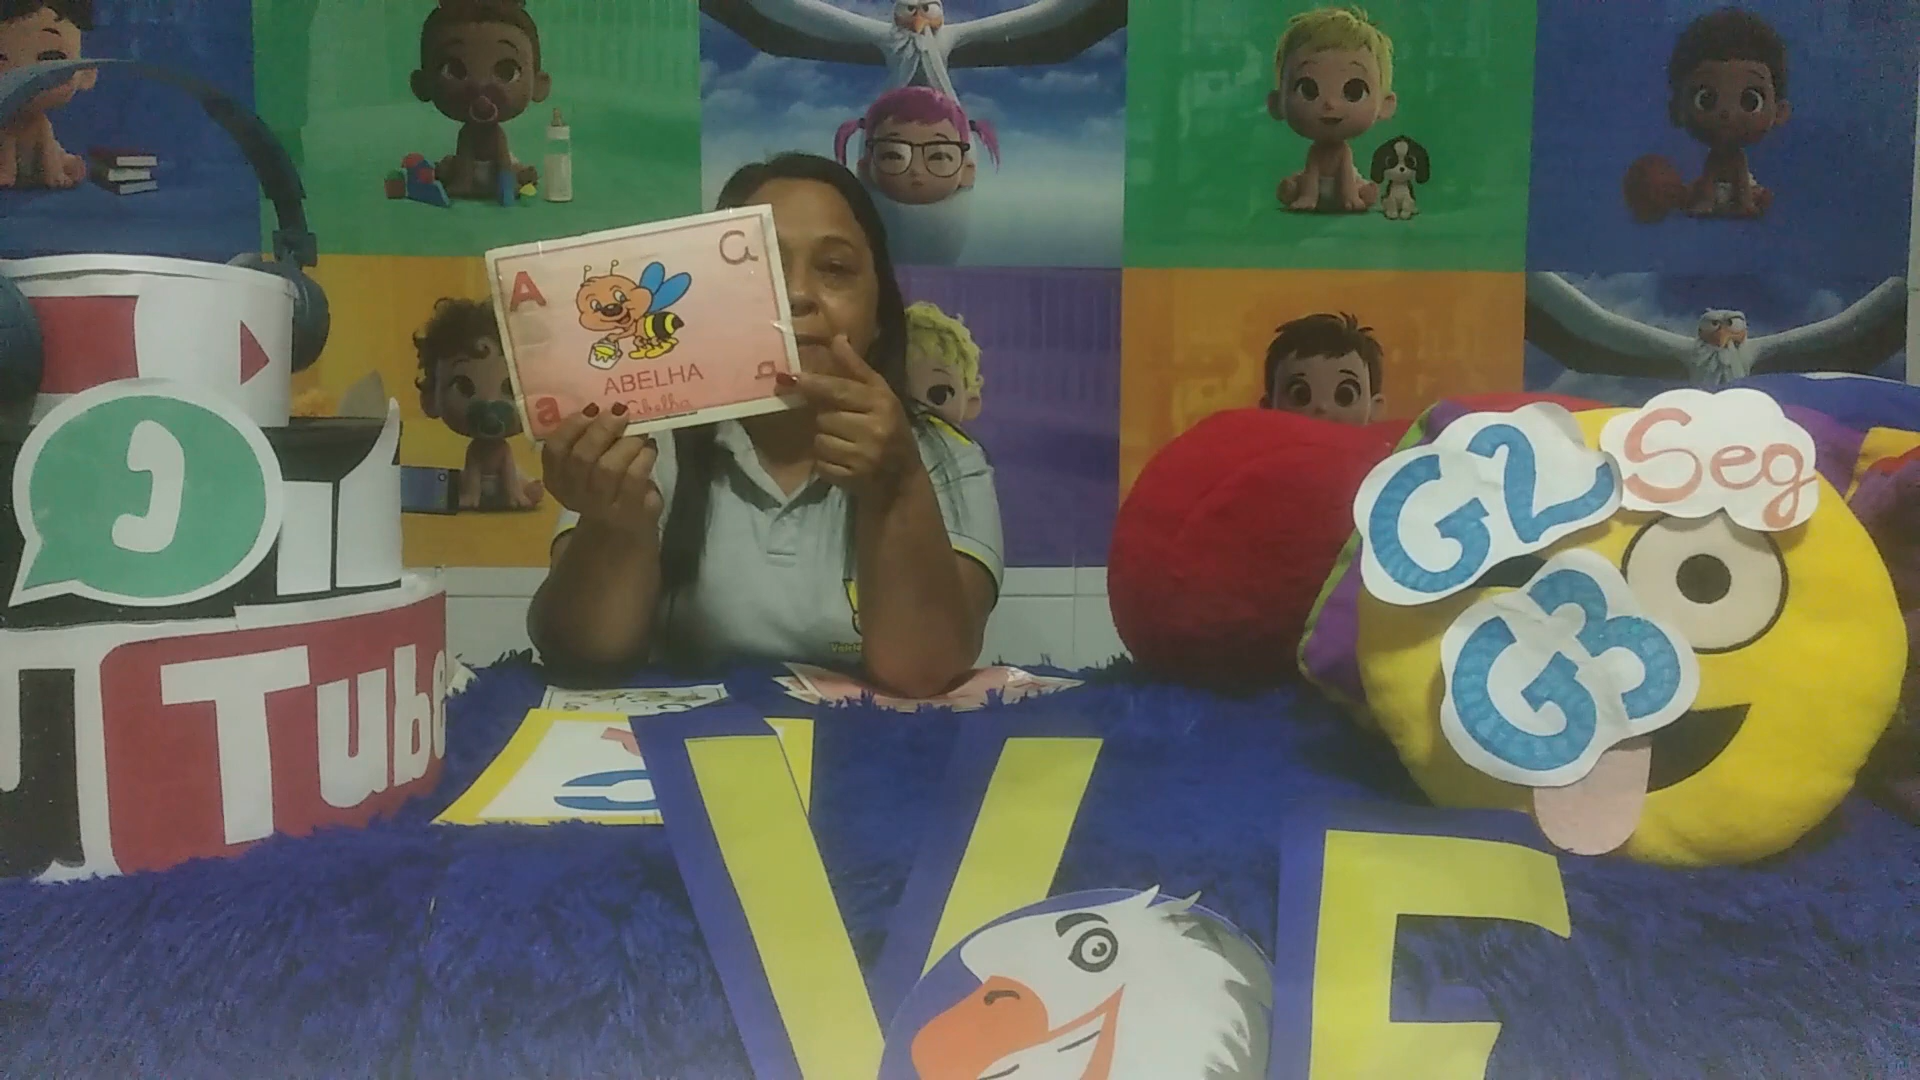 A a
ABELHA
a a
Abelha
G2 Seg
G3
Tube
V E